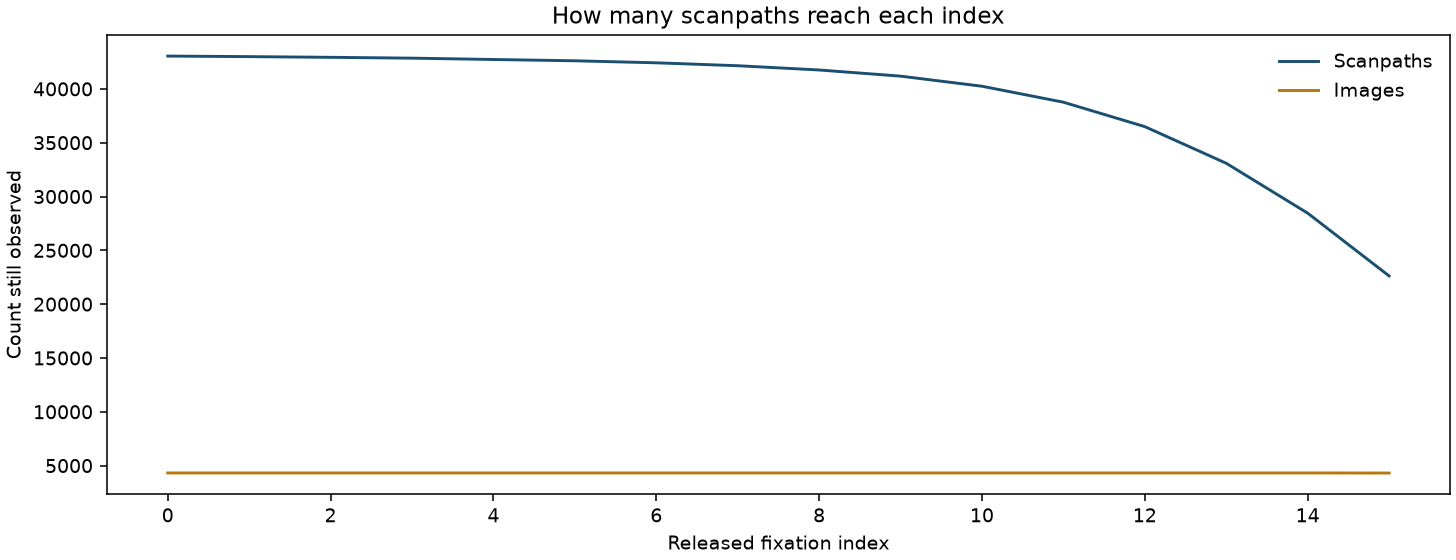 How many scanpaths reach each index
Scanpaths
Images
Count still observed
40000
35000
30000
25000
20000
15000
10000
5000
0 2 4 6 8 10 12 14
Released fixation index